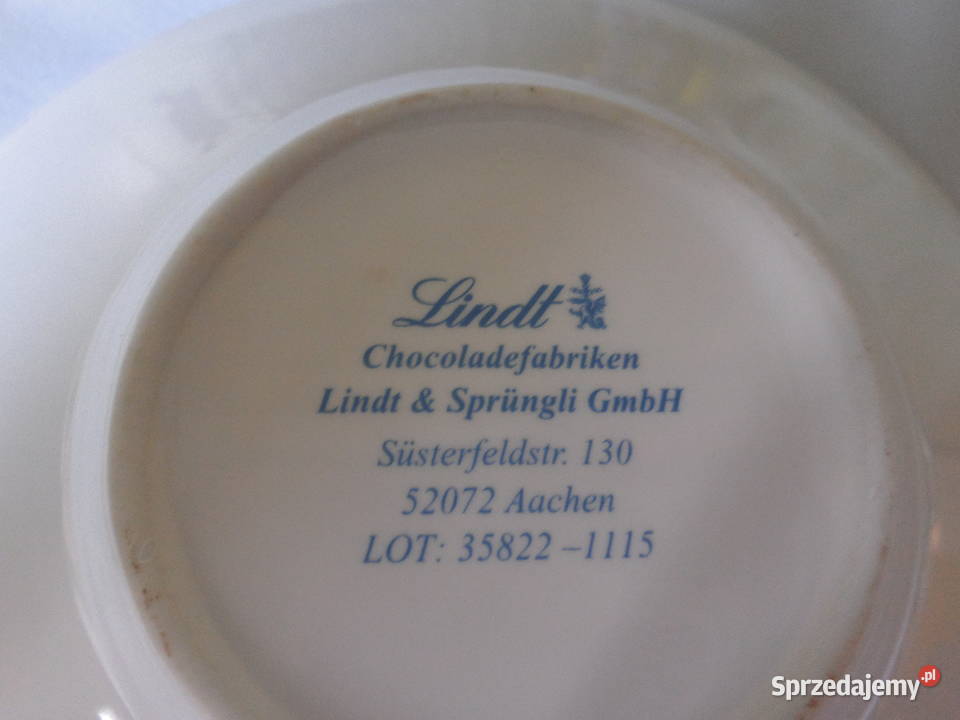 Lindt
Chocoladefabriken
Lindt & Sprüngli GmbH
Süsterfeldstr. 130
52072 Aachen
LOT: 35822 –1115
Sprzedajemy.pl